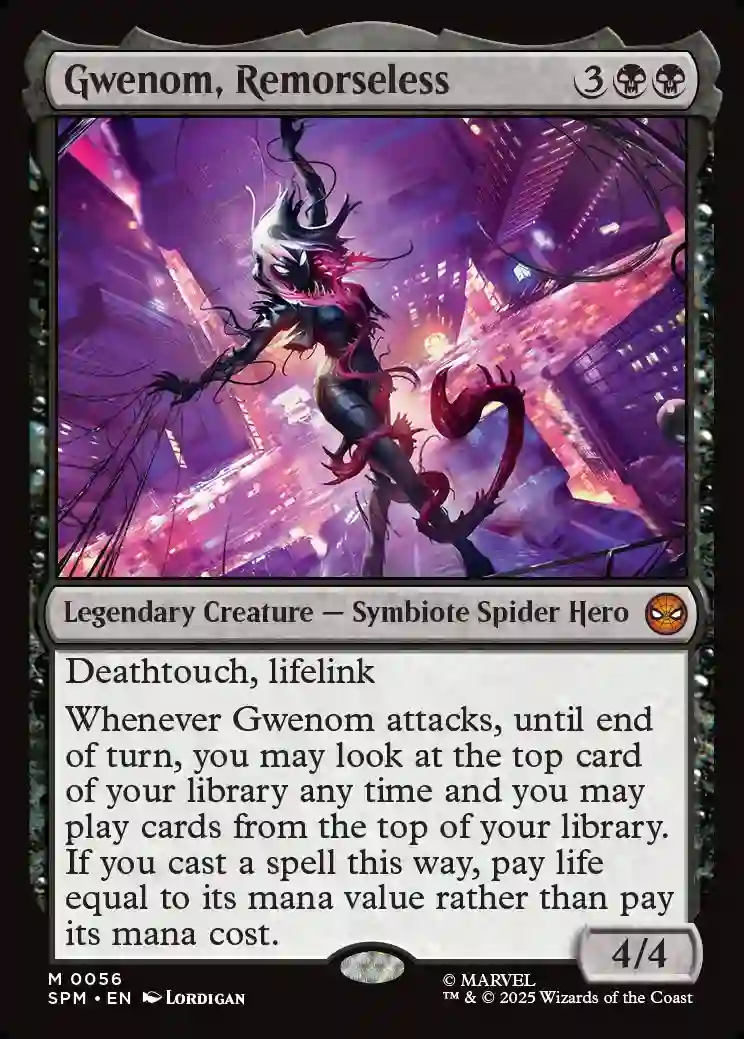 Gwenom, Remorseless 3
Legendary Creature — Symbiote Spider Hero
Deathtouch, lifelink
Whenever Gwenom attacks, until end
of turn, you may look at the top card
of your library any time and you may
play cards from the top of your library.
If you cast a spell this way, pay life
equal to its mana value rather than pay
its mana cost.
4/4
M 0056
SPM • EN LORDIGAN
© MARVEL
™ & © 2025 Wizards of the Coast